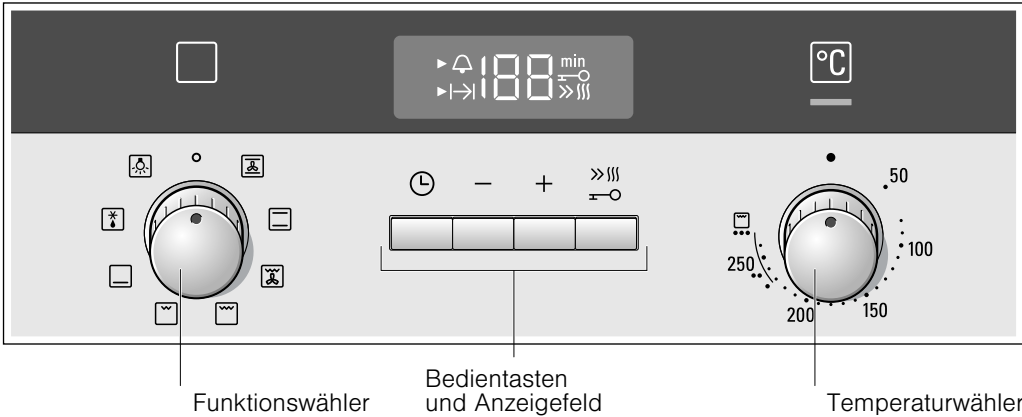 188 min
°C
50
100
150
200
250
Funktionswähler
Bedientasten
und Anzeigefeld
Temperaturwähler